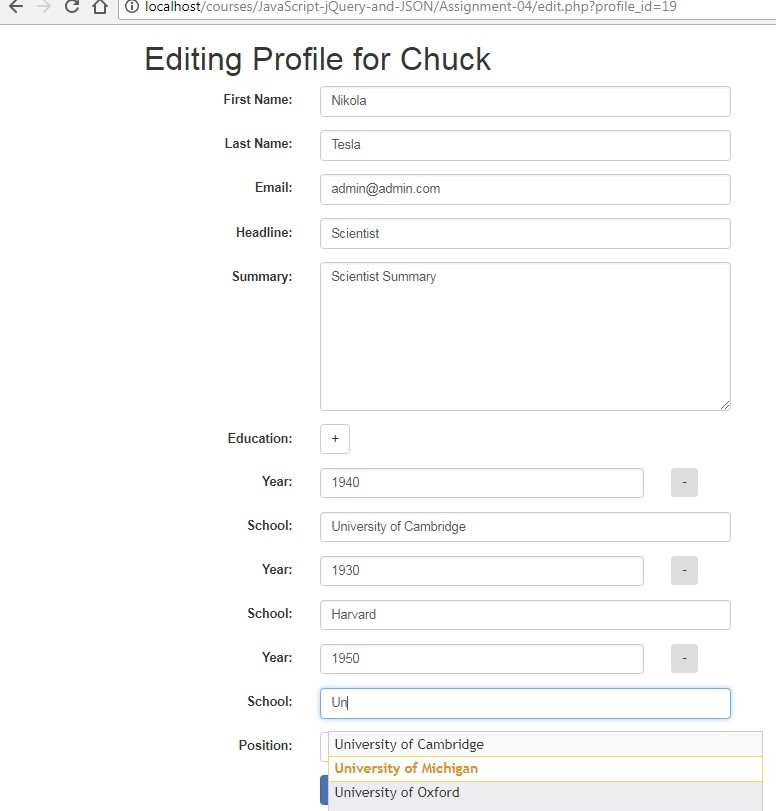 localhost/courses/JavaScript-jQuery-and-JSON/Assignment-04/edit.php?profile_id=19
Editing Profile for Chuck
First Name: Nikola
Last Name: Tesla
Email: admin@admin.com
Headline: Scientist
Summary: Scientist Summary
Education: +
Year: 1940 -
School: University of Cambridge
Year: 1930 -
School: Harvard
Year: 1950 -
School: Un
Position: University of Cambridge
University of Michigan
University of Oxford